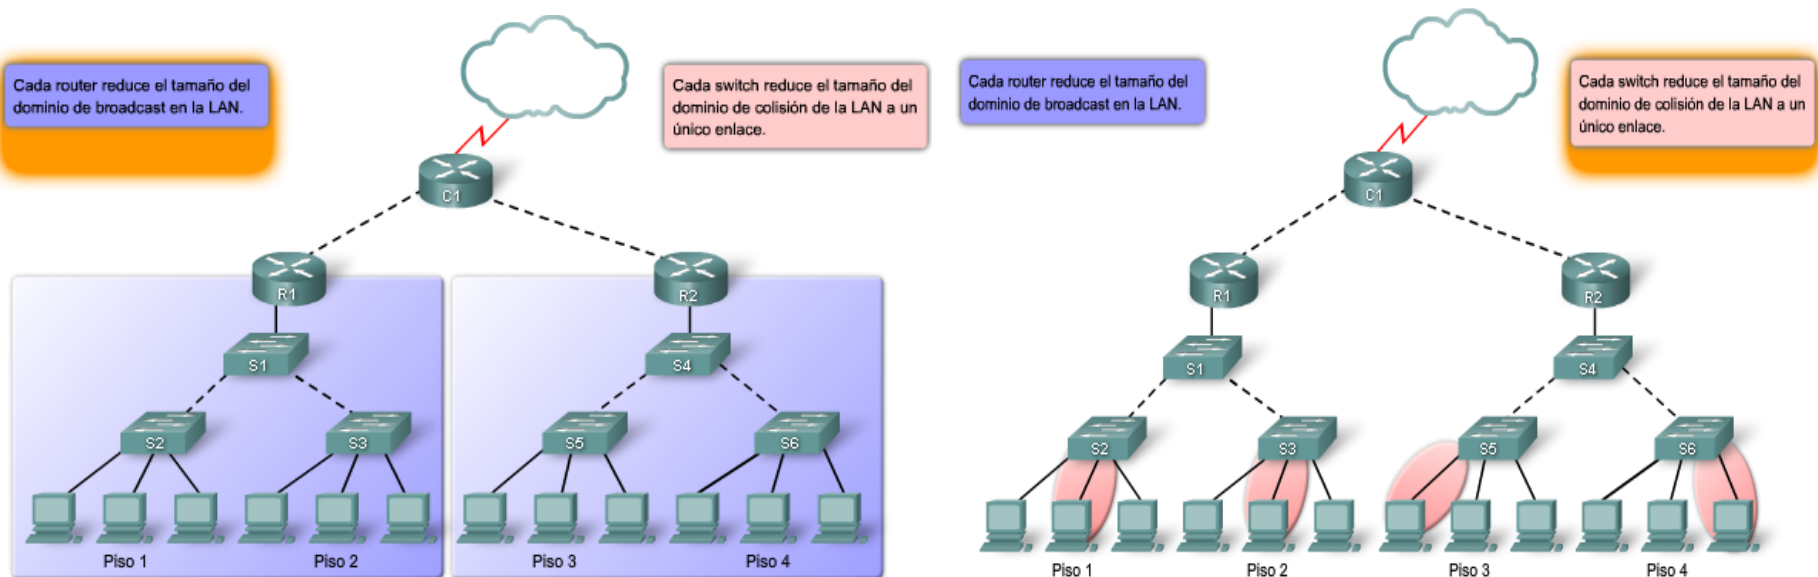 Cada router reduce el tamaño del
dominio de broadcast en la LAN.
Cada switch reduce el tamaño del
dominio de colisión de la LAN a un
único enlace.
C1
R1
R2
S1
S4
S2
S3
S5
S6
Piso 1
Piso 2
Piso 3
Piso 4
Cada router reduce el tamaño del
dominio de broadcast en la LAN.
Cada switch reduce el tamaño del
dominio de colisión de la LAN a un
único enlace.
C1
R1
R2
S1
S4
S2
S3
S5
S6
Piso 1
Piso 2
Piso 3
Piso 4